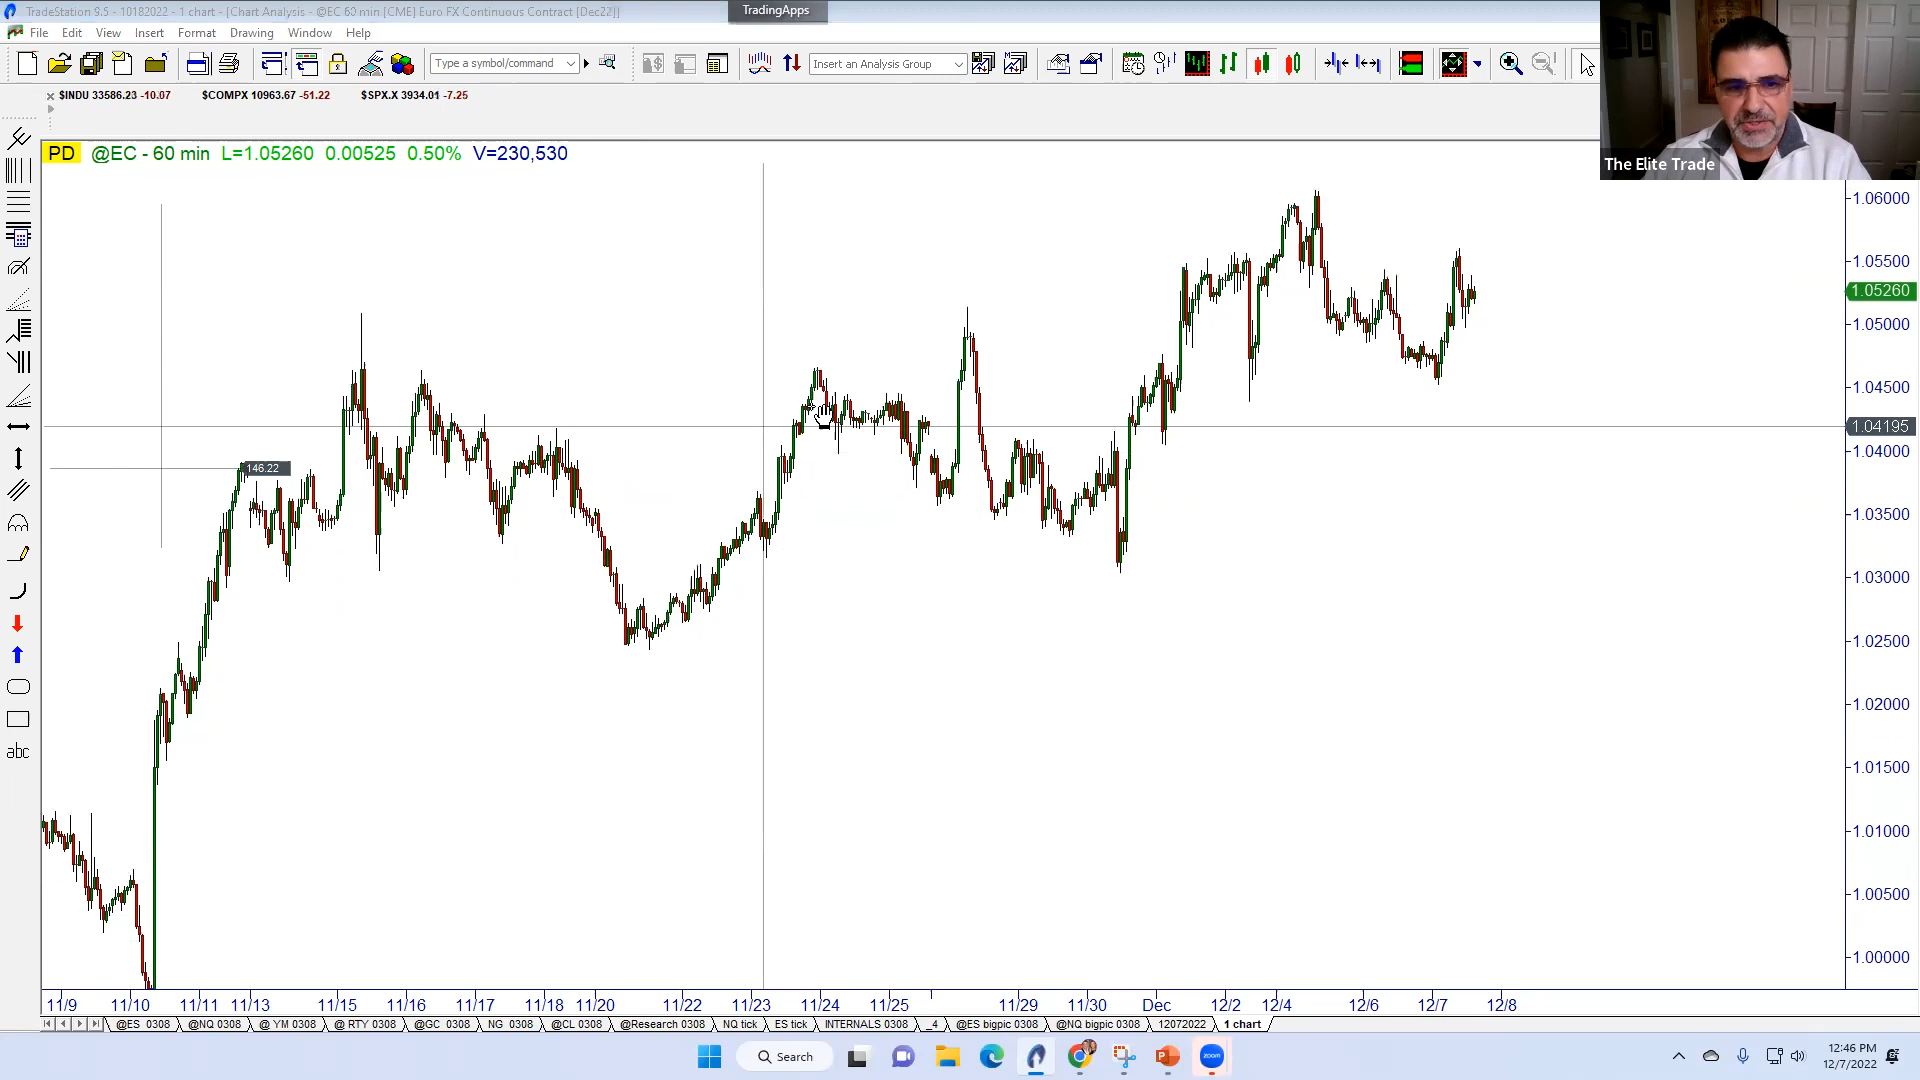 TradeStation 9.5 - 10182022 - 1 chart - [Chart Analysis - @EC 60 min [CME] Euro FX Continuous Contract [Dec22]]
TradingApps
File Edit View Insert Format Drawing Window Help
Type a symbol/command
Insert an Analysis Group
$INDU 33586.23 -10.07 $COMPX 10963.67 -51.22 $SPX.X 3934.01 -7.25
PD @EC - 60 min L=1.05260 0.00525 0.50% V=230,530
The Elite Trade
1.06000
1.05500
1.05260
1.05000
1.04500
1.04195
1.04000
146.22
1.03500
1.03000
1.02500
1.02000
1.01500
1.01000
1.00500
1.00000
abc
11/9 11/10 11/11 11/13 11/15 11/16 11/17 11/18 11/20 11/22 11/23 11/24 11/25 11/29 11/30 Dec 12/2 12/4 12/6 12/7 12/8
@ES 0308 @NQ 0308 @ YM 0308 @ RTY 0308 @GC 0308 NG 0308 @CL 0308 @Research 0308 NQ tick ES tick INTERNALS 0308 _4 @ES bigpic 0308 @NQ bigpic 0308 12072022 1 chart
Search
zoom
12:46 PM
12/7/2022